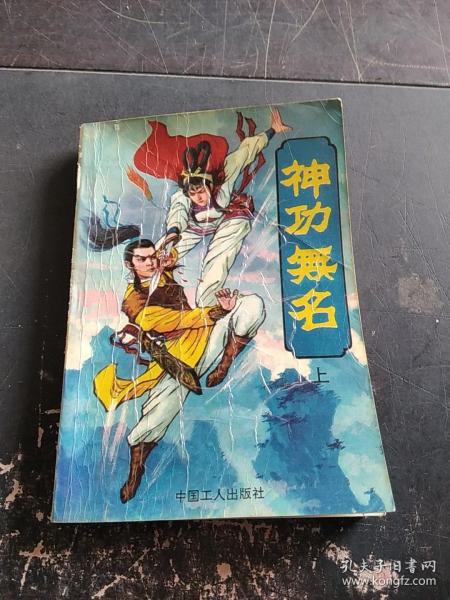 神功無名
上
中国工人出版社
孔夫子旧书网
www.kongfz.com